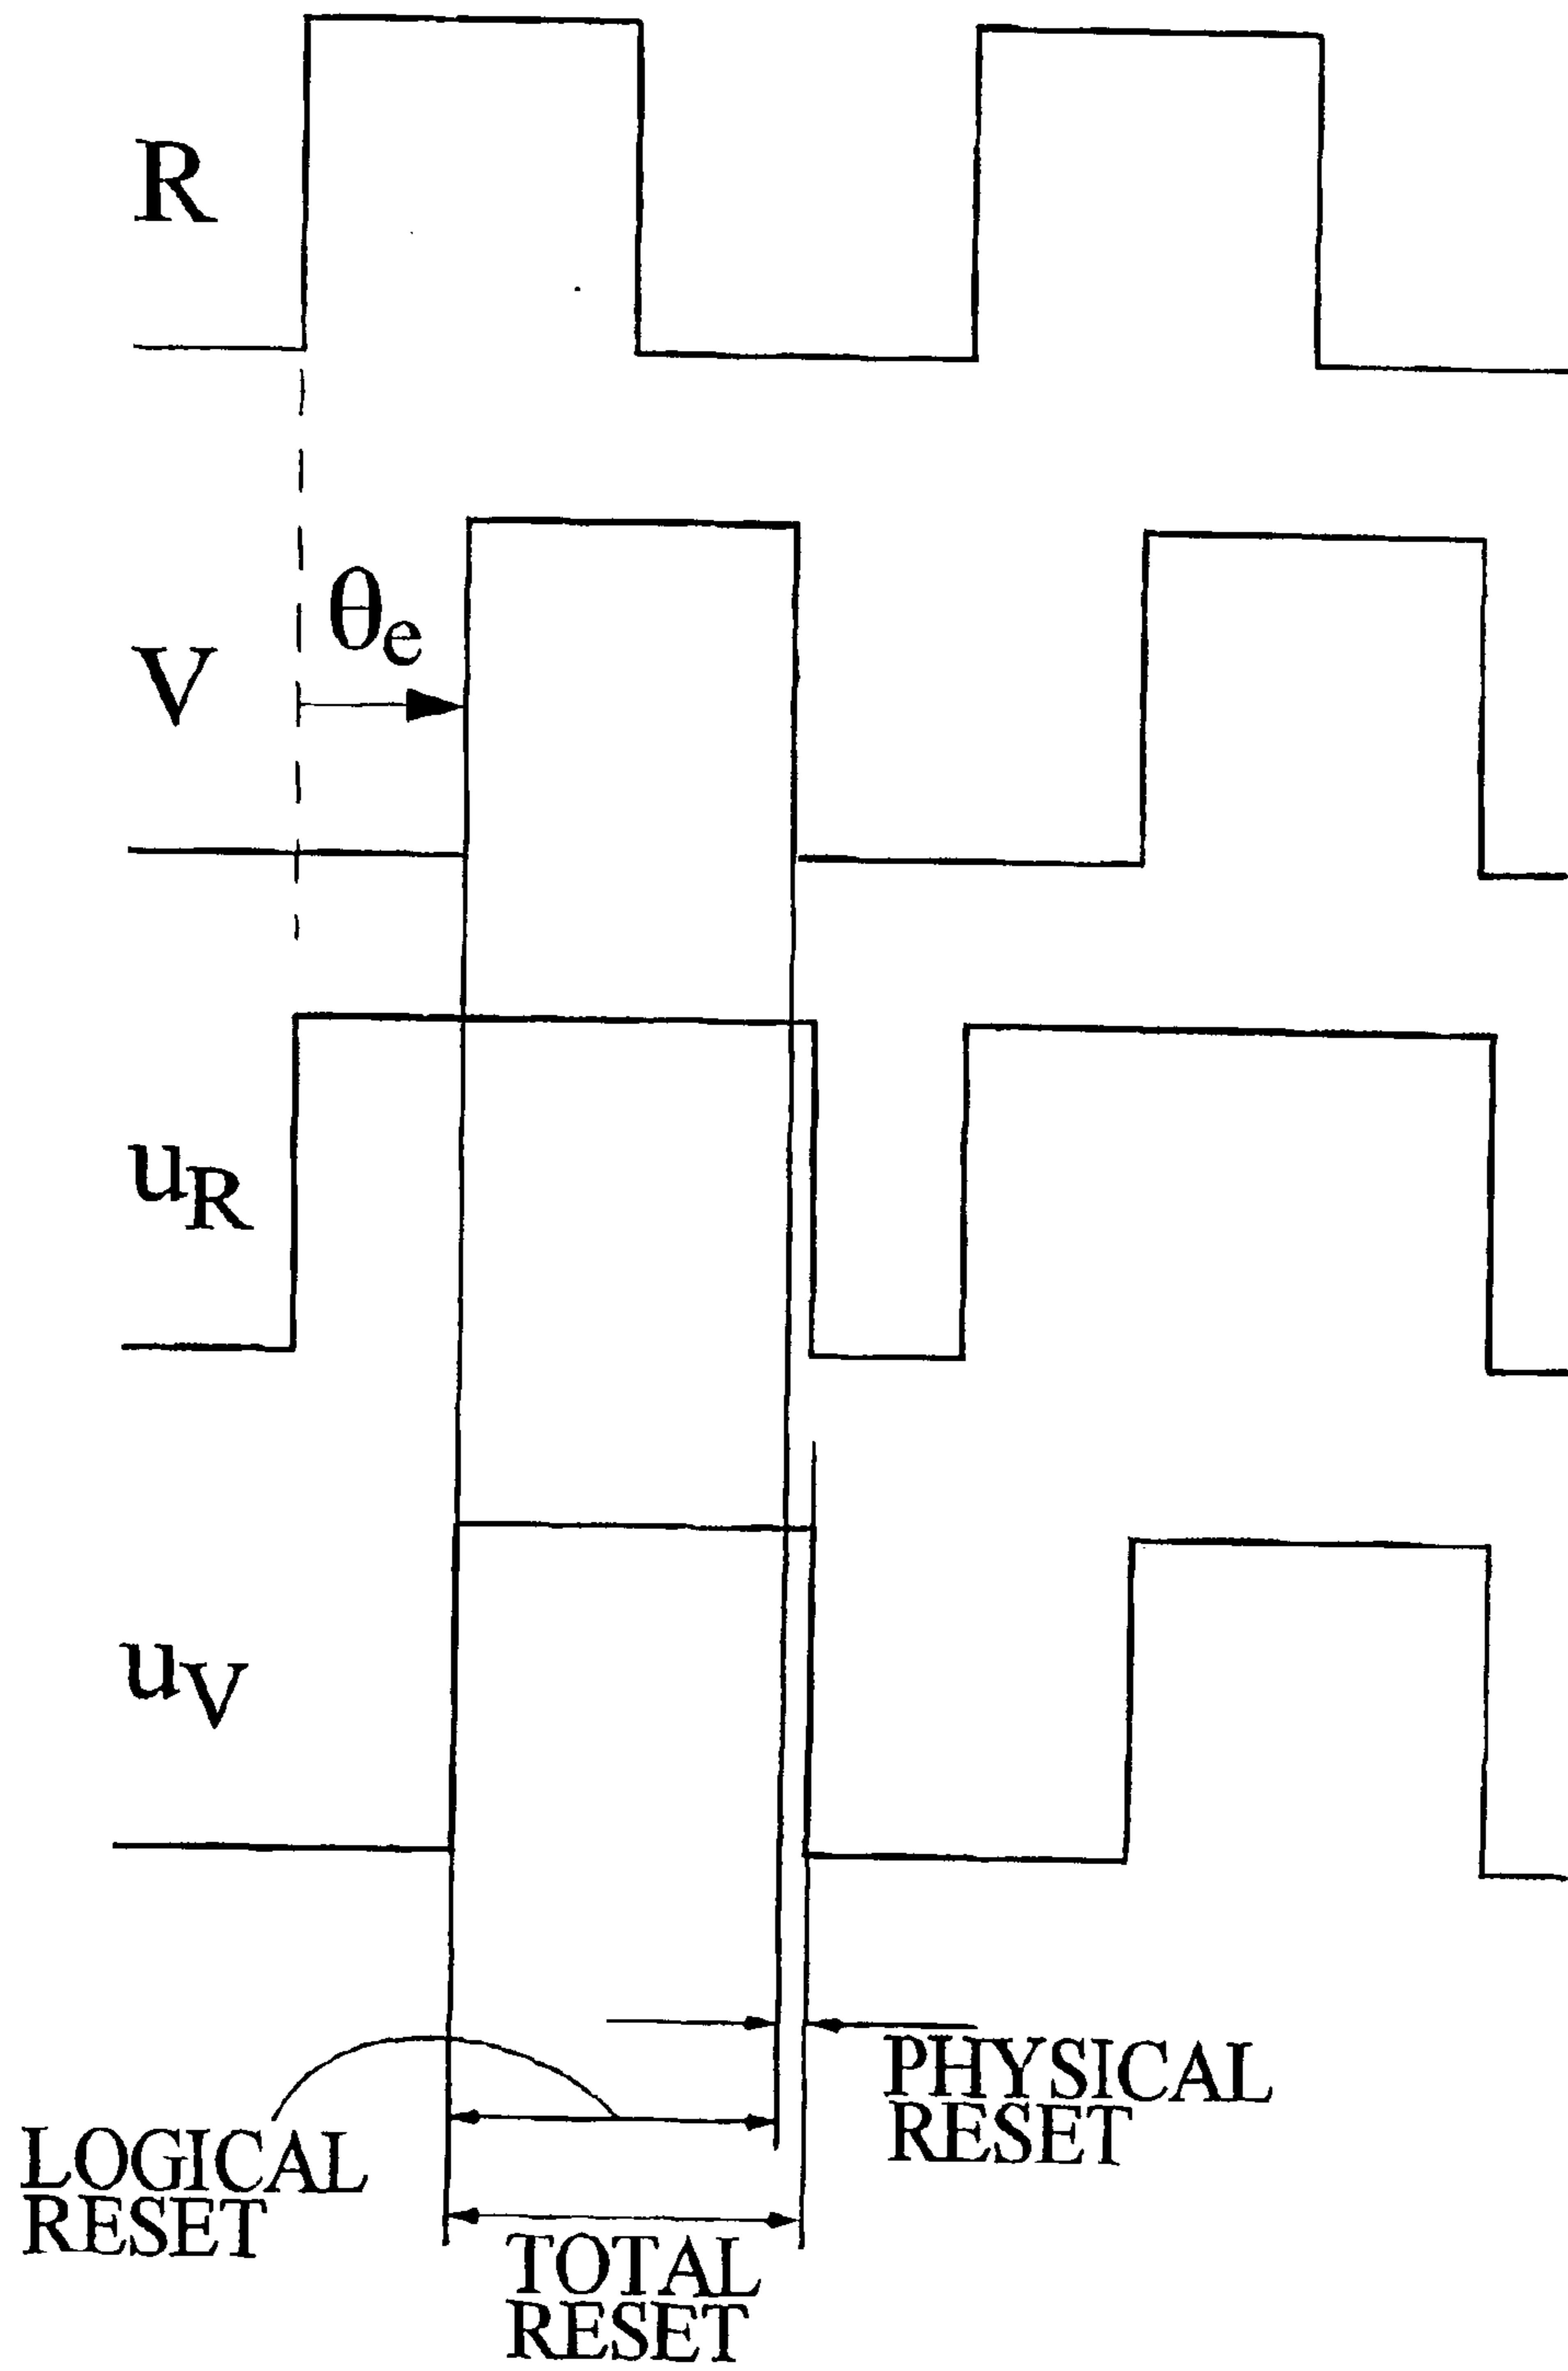 R
V
θe
uR
uV
PHYSICAL
RESET
LOGICAL
RESET
TOTAL
RESET